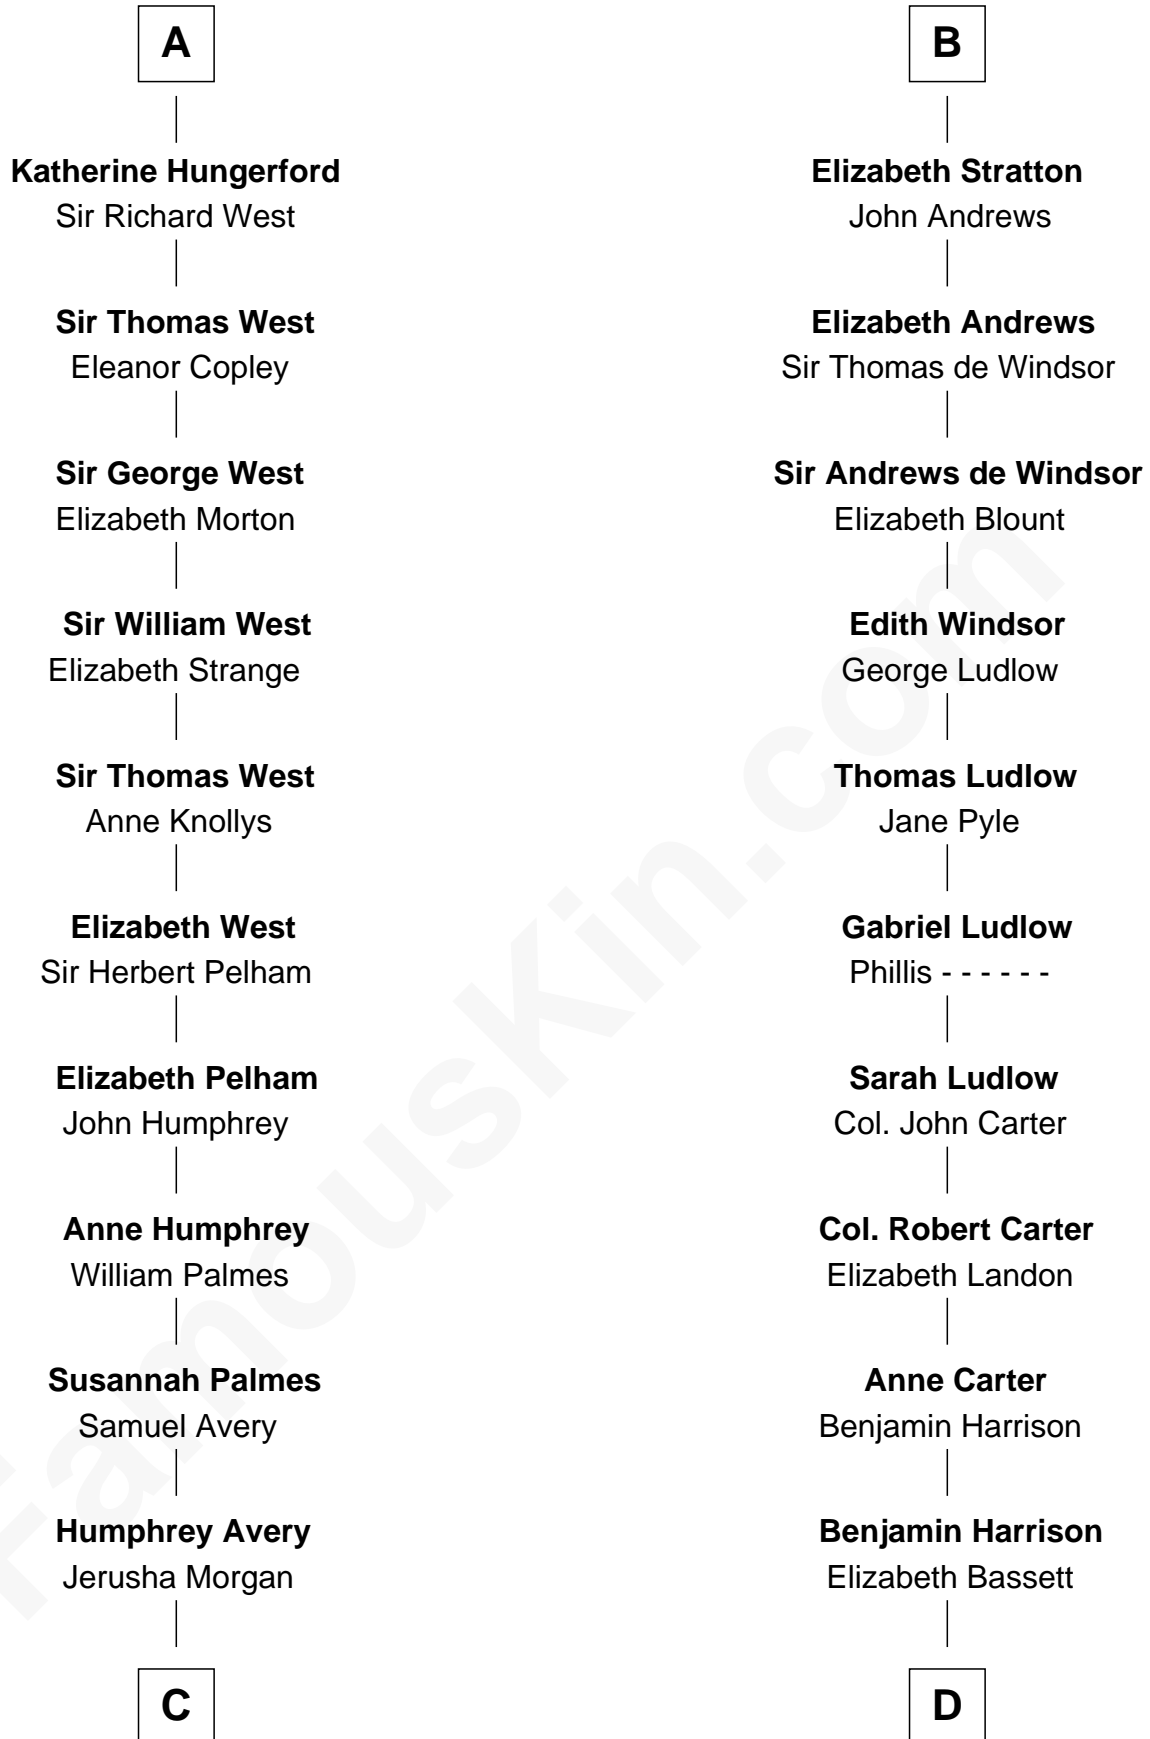 A
Katherine Hungerford
Sir Richard West
Sir Thomas West
Eleanor Copley
Sir George West
Elizabeth Morton
Sir William West
Elizabeth Strange
Sir Thomas West
Anne Knollys
Elizabeth West
Sir Herbert Pelham
Elizabeth Pelham
John Humphrey
Anne Humphrey
William Palmes
Susannah Palmes
Samuel Avery
Humphrey Avery
Jerusha Morgan
C
B
Elizabeth Stratton
John Andrews
Elizabeth Andrews
Sir Thomas de Windsor
Sir Andrews de Windsor
Elizabeth Blount
Edith Windsor
George Ludlow
Thomas Ludlow
Jane Pyle
Gabriel Ludlow
Phillis - - - - - -
Sarah Ludlow
Col. John Carter
Col. Robert Carter
Elizabeth Landon
Anne Carter
Benjamin Harrison
Benjamin Harrison
Elizabeth Bassett
D
FamousKin.com